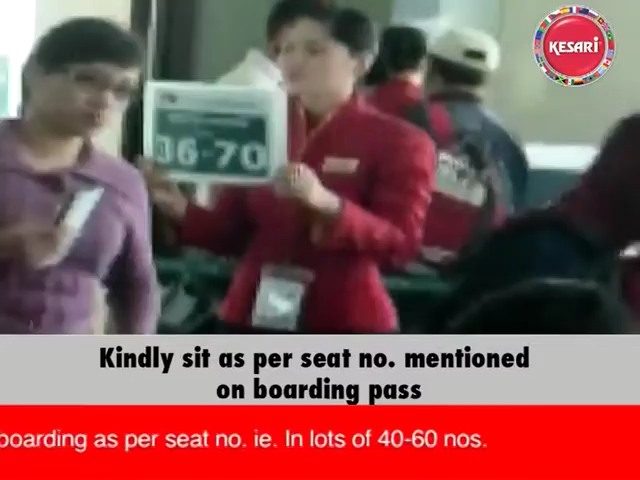 KESARI
36-70
Kindly sit as per seat no. mentioned
on boarding pass
boarding as per seat no. ie. In lots of 40-60 nos.